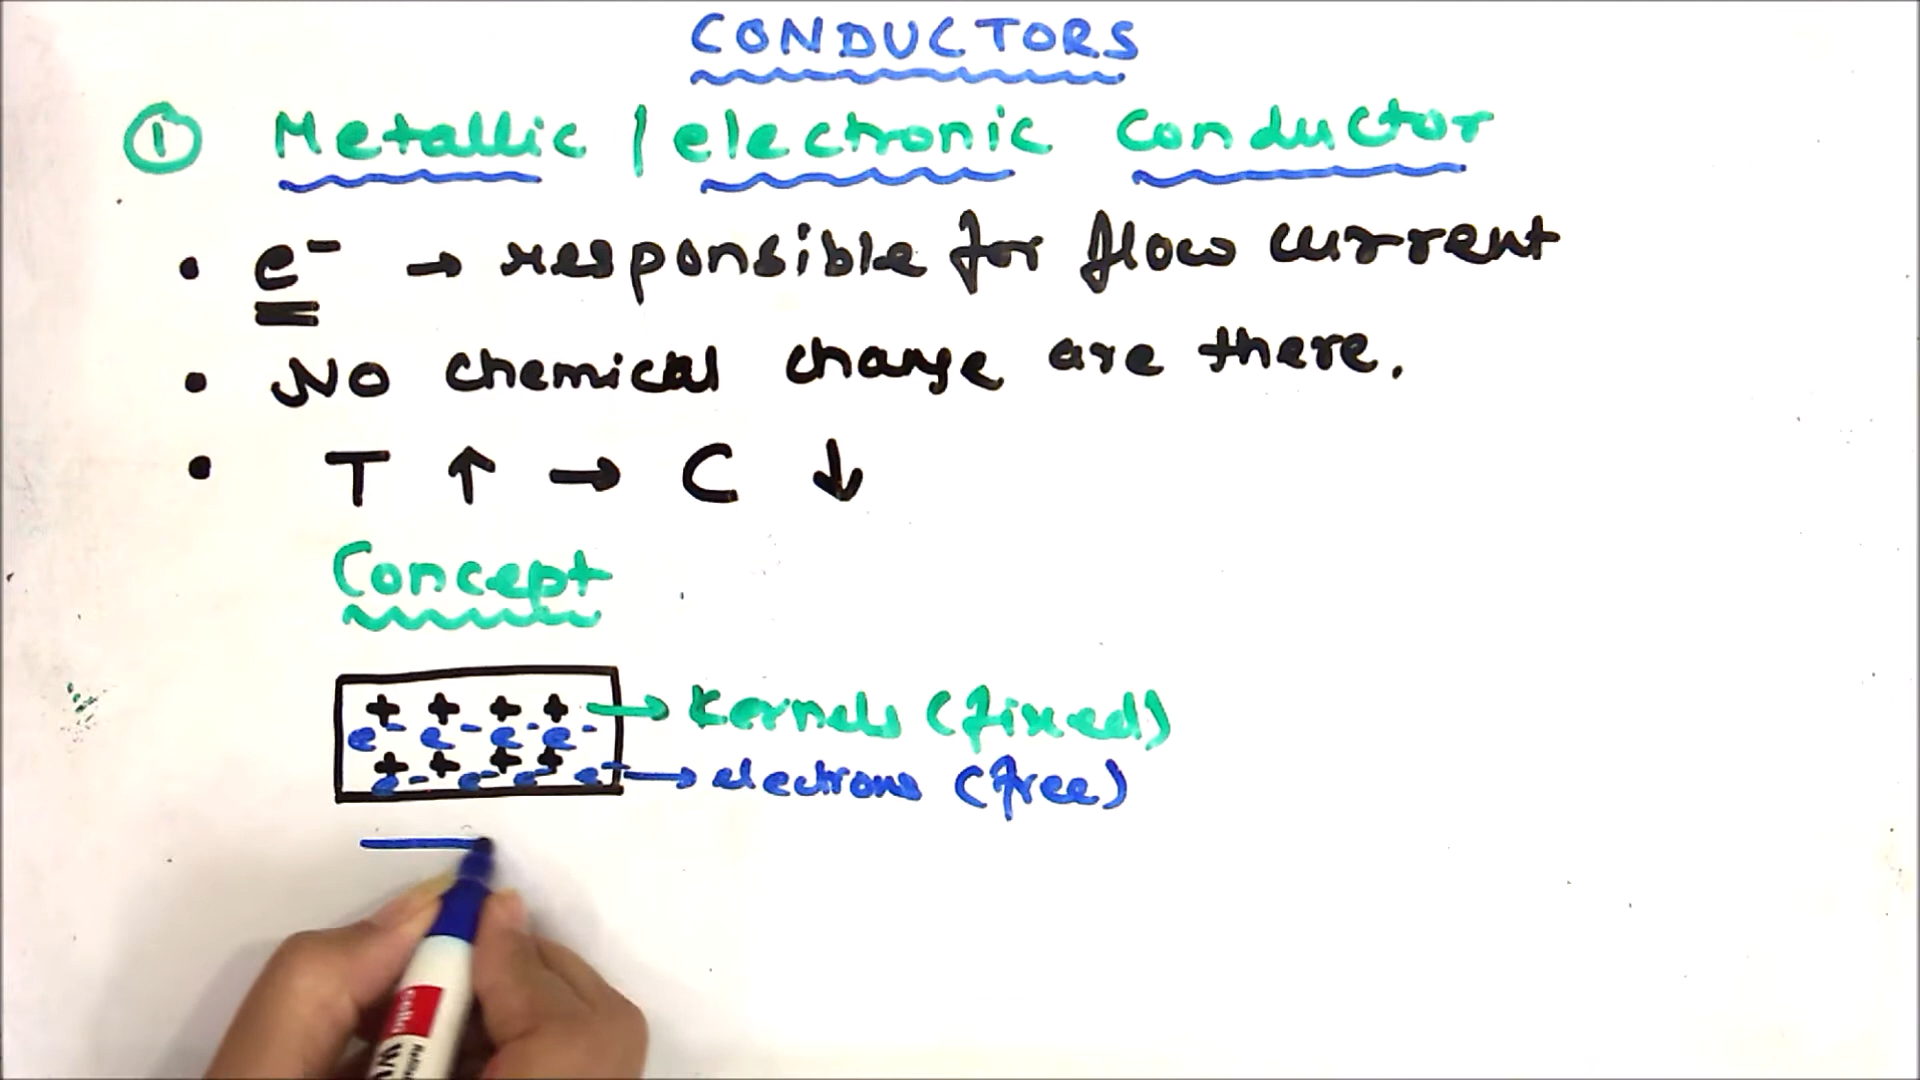 CONDUCTORS
① Metallic / electronic conductor
• e⁻ → responsible for flow current
• No chemical change are there.
• T ↑ → C ↓
Concept
+ + + + → Kernels (fixed)
e⁻ e⁻ e⁻ e⁻
+ + + +
e⁻ e⁻ e⁻ e⁻ → electrons (free)
Cello